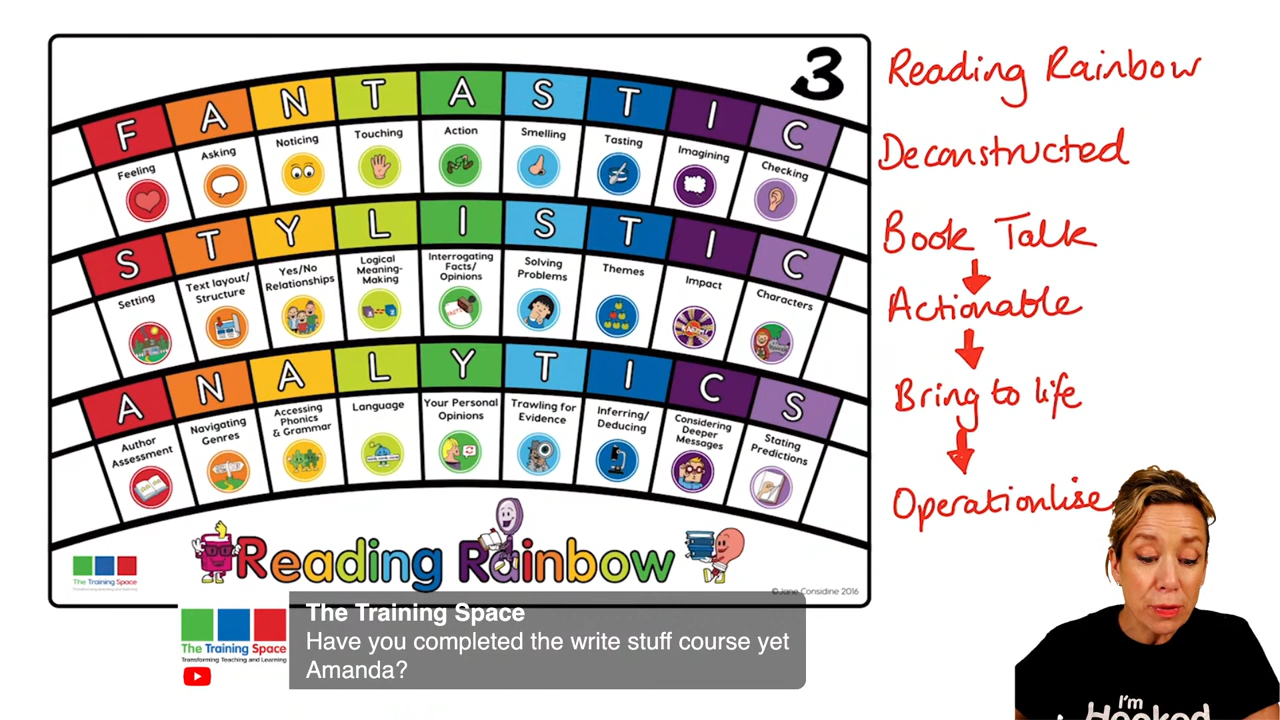 3
F A N T A S T I C
Feeling
Asking
Noticing
Touching
Action
Smelling
Tasting
Imagining
Checking
S T Y L I S T I C
Setting
Text layout/
Structure
Yes/No
Relationships
Logical
Meaning-
Making
Interrogating
Facts/
Opinions
Solving
Problems
Themes
Impact
Characters
A N A L Y T I C S
Author
Assessment
Navigating
Genres
Accessing
Phonics
& Grammar
Language
Your Personal
Opinions
Trawling for
Evidence
Inferring/
Deducing
Considering
Deeper
Messages
Stating
Predictions
Reading Rainbow
The Training Space
©Jane Considine 2016
Reading Rainbow
Deconstructed
Book Talk
Actionable
Bring to life
Operationlise
The Training Space
Transforming Teaching and Learning
The Training Space
Have you completed the write stuff course yet
Amanda?
I'm
Hooked